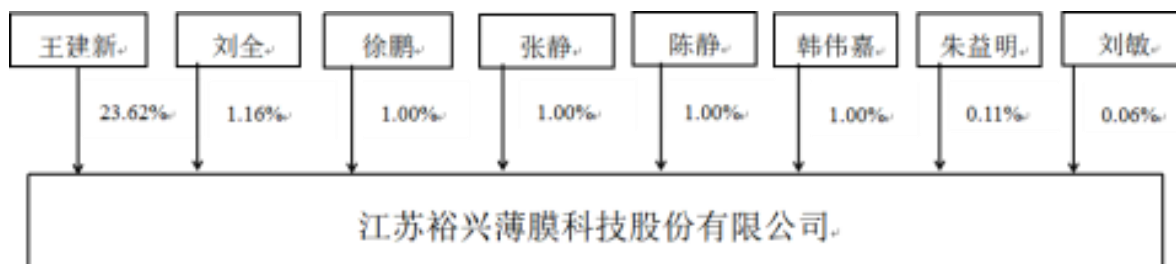 王建新 刘全 徐鹏 张静 陈静 韩伟嘉 朱益明 刘敏
23.62% 1.16% 1.00% 1.00% 1.00% 1.00% 0.11% 0.06%
江苏裕兴薄膜科技股份有限公司